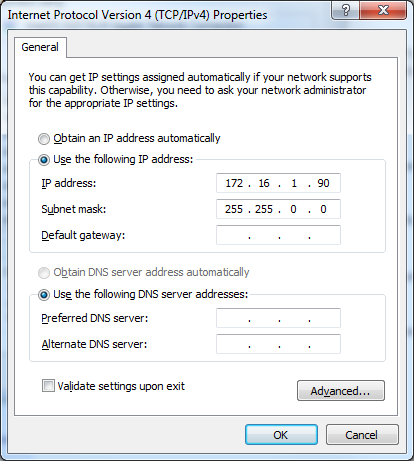 Internet Protocol Version 4 (TCP/IPv4) Properties
?
General
You can get IP settings assigned automatically if your network supports
this capability. Otherwise, you need to ask your network administrator
for the appropriate IP settings.
Obtain an IP address automatically
Use the following IP address:
IP address: 172 . 16 . 1 . 90
Subnet mask: 255 . 255 . 0 . 0
Default gateway: . . .
Obtain DNS server address automatically
Use the following DNS server addresses:
Preferred DNS server: . . .
Alternate DNS server: . . .
Validate settings upon exit
Advanced...
OK Cancel